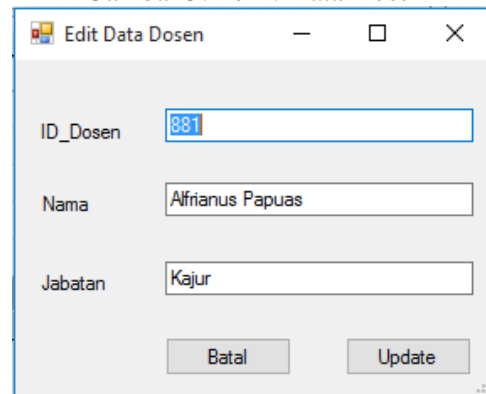 Edit Data Dosen
ID_Dosen 881
Nama Alfrianus Papuas
Jabatan Kajur
Batal Update